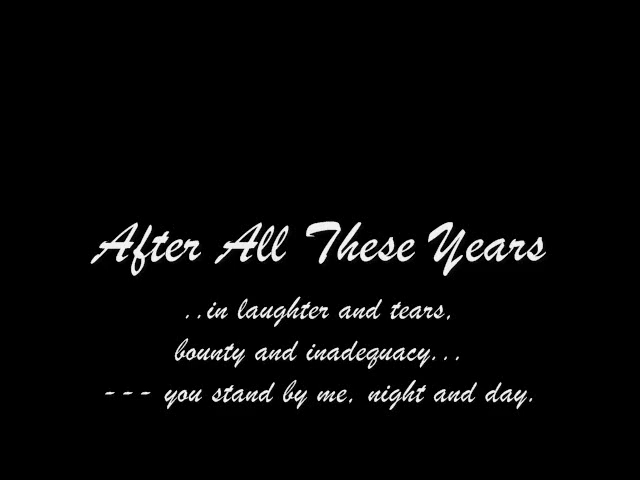 After All These Years
..in laughter and tears,
bounty and inadequacy...
--- you stand by me, night and day.